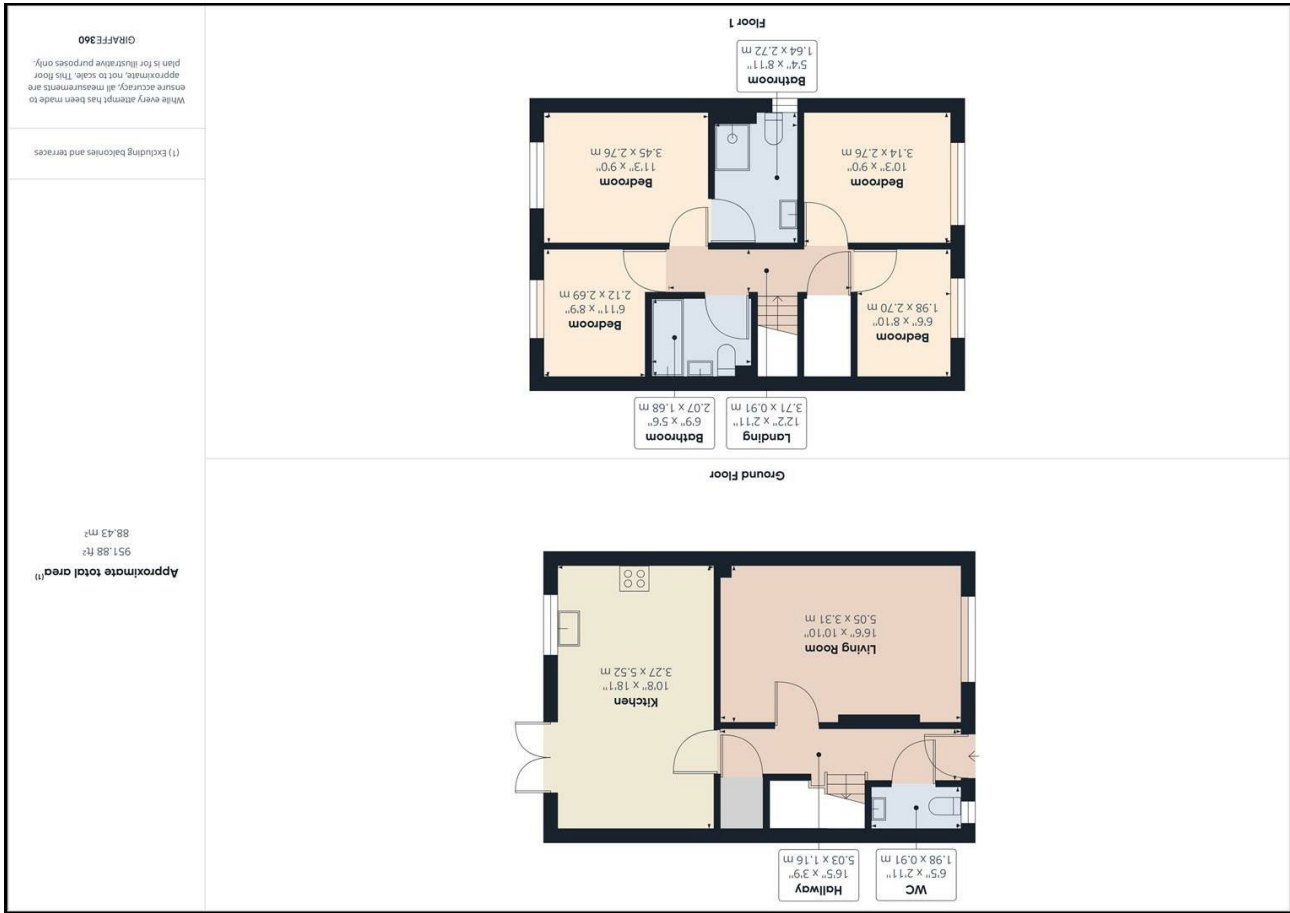 WC
6'5" x 2'11"
1.98 x 0.91 m
Hallway
16'5" x 3'9"
5.03 x 1.16 m
Kitchen
10'8" x 18'1"
3.27 x 5.52 m
Living Room
16'6" x 10'10"
5.05 x 3.31 m
Ground Floor
Landing
12'2" x 2'11"
3.71 x 0.91 m
Bathroom
6'9" x 5'6"
2.07 x 1.68 m
Bedroom
6'6" x 8'10"
1.98 x 2.70 m
Bedroom
6'11" x 8'9"
2.12 x 2.69 m
Bedroom
10'3" x 9'0"
3.14 x 2.76 m
Bedroom
11'3" x 9'0"
3.45 x 2.76 m
Bathroom
5'4" x 8'11"
1.64 x 2.72 m
Floor 1
Approximate total area(1)
951.88 ft²
88.43 m²
(1) Excluding balconies and terraces
While every attempt has been made to
ensure accuracy, all measurements are
approximate, not to scale. This floor
plan is for illustrative purposes only.
GIRAFFE360